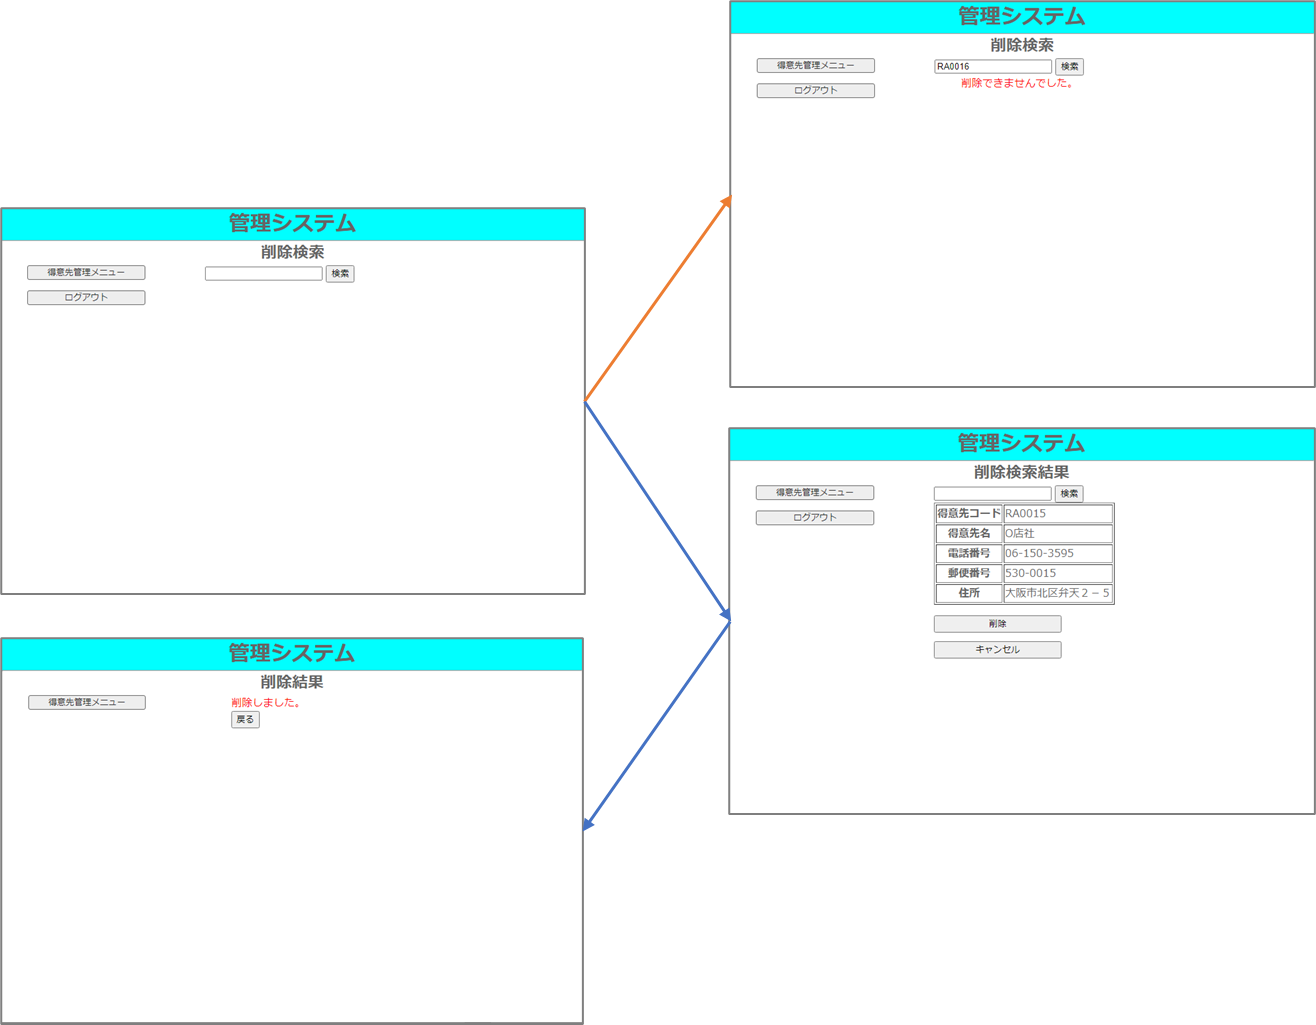 管理システム
削除検索
得意先管理メニュー
検索
ログアウト
管理システム
削除検索
得意先管理メニュー
RA0016 検索
削除できませんでした。
ログアウト
管理システム
削除検索結果
得意先管理メニュー
検索
ログアウト
得意先コード RA0015
得意先名 O店社
電話番号 06-150-3595
郵便番号 530-0015
住所 大阪市北区弁天２－５
削除
キャンセル
管理システム
削除結果
得意先管理メニュー
削除しました。
戻る